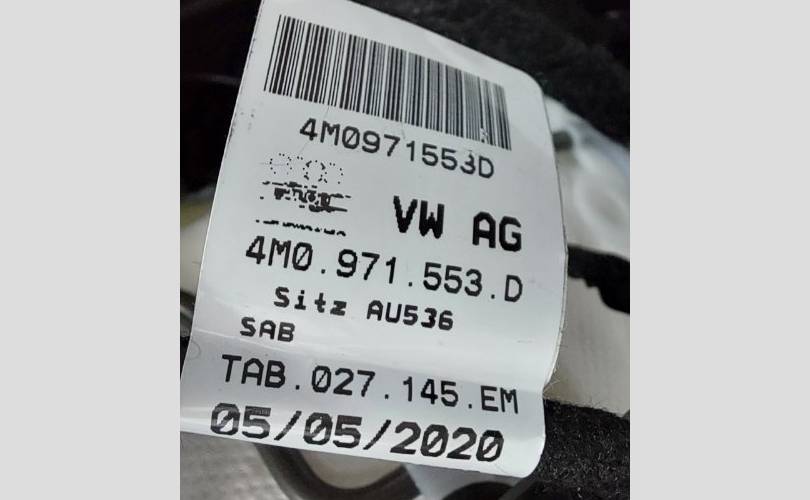 4M0971553D
VW AG
4M0.971.553.D
Sitz AU536
SAB
TAB.027.145.EM
05/05/2020